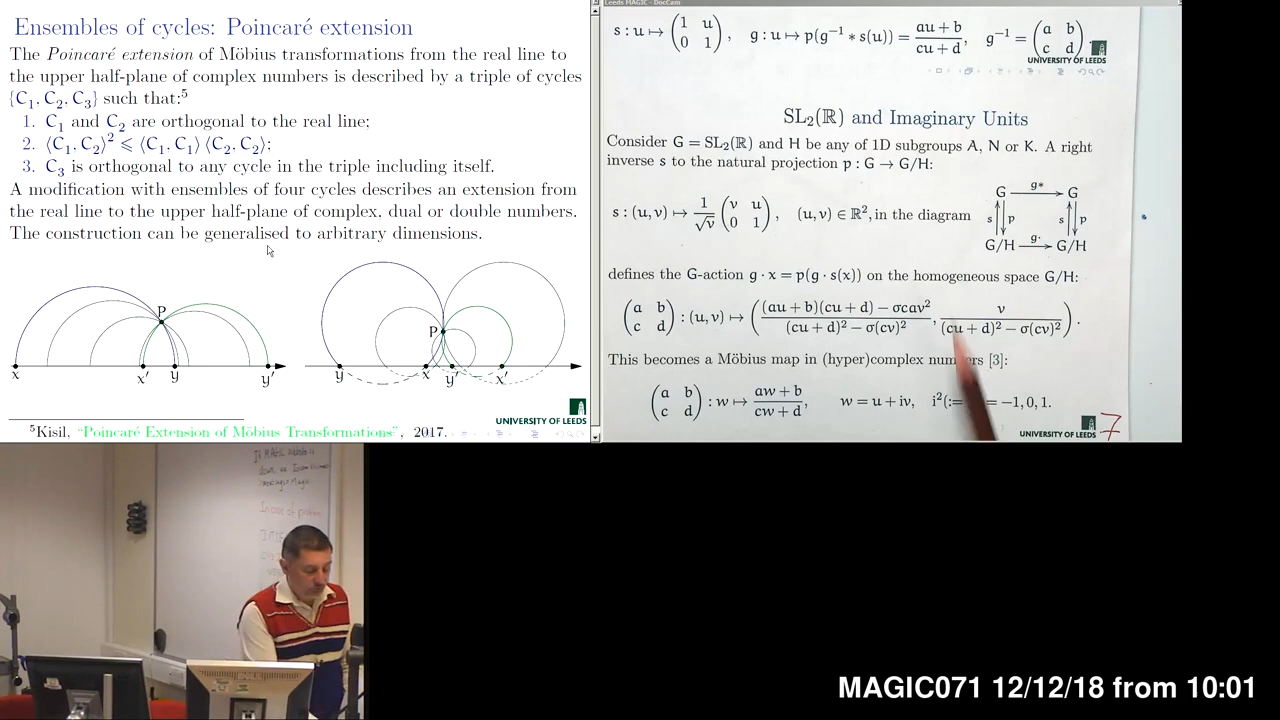 Ensembles of cycles: Poincaré extension
The Poincaré extension of Möbius transformations from the real line to
the upper half-plane of complex numbers is described by a triple of cycles
{C₁, C₂, C₃} such that:⁵
1. C₁ and C₂ are orthogonal to the real line;
2. ⟨C₁, C₂⟩² ⩽ ⟨C₁, C₁⟩ ⟨C₂, C₂⟩;
3. C₃ is orthogonal to any cycle in the triple including itself.
A modification with ensembles of four cycles describes an extension from
the real line to the upper half-plane of complex, dual or double numbers.
The construction can be generalised to arbitrary dimensions.
P
x x′ y y′
P
y x y′ x′
UNIVERSITY OF LEEDS
⁵Kisil, "Poincaré Extension of Möbius Transformations", 2017.
Leeds MAGIC - DocCam
s : u ↦ (1 u; 0 1), g : u ↦ p(g⁻¹ * s(u)) = (au + b)/(cu + d), g⁻¹ = (a b; c d).
UNIVERSITY OF LEEDS
SL₂(ℝ) and Imaginary Units
Consider G = SL₂(ℝ) and H be any of 1D subgroups A, N or K. A right
inverse s to the natural projection p : G → G/H:
s : (u, v) ↦ 1/√v (v u; 0 1), (u, v) ∈ ℝ², in the diagram
G g* G
s p s p
G/H g· G/H
defines the G-action g · x = p(g · s(x)) on the homogeneous space G/H:
(a b; c d) : (u, v) ↦ (((au + b)(cu + d) − σcav²)/((cu + d)² − σ(cv)²), v/((cu + d)² − σ(cv)²)).
This becomes a Möbius map in (hyper)complex numbers [3]:
(a b; c d) : w ↦ (aw + b)/(cw + d), w = u + iv, i²(:= = −1, 0, 1.
UNIVERSITY OF LEEDS 7
If MAGIC
MAGIC071 12/12/18 from 10:01